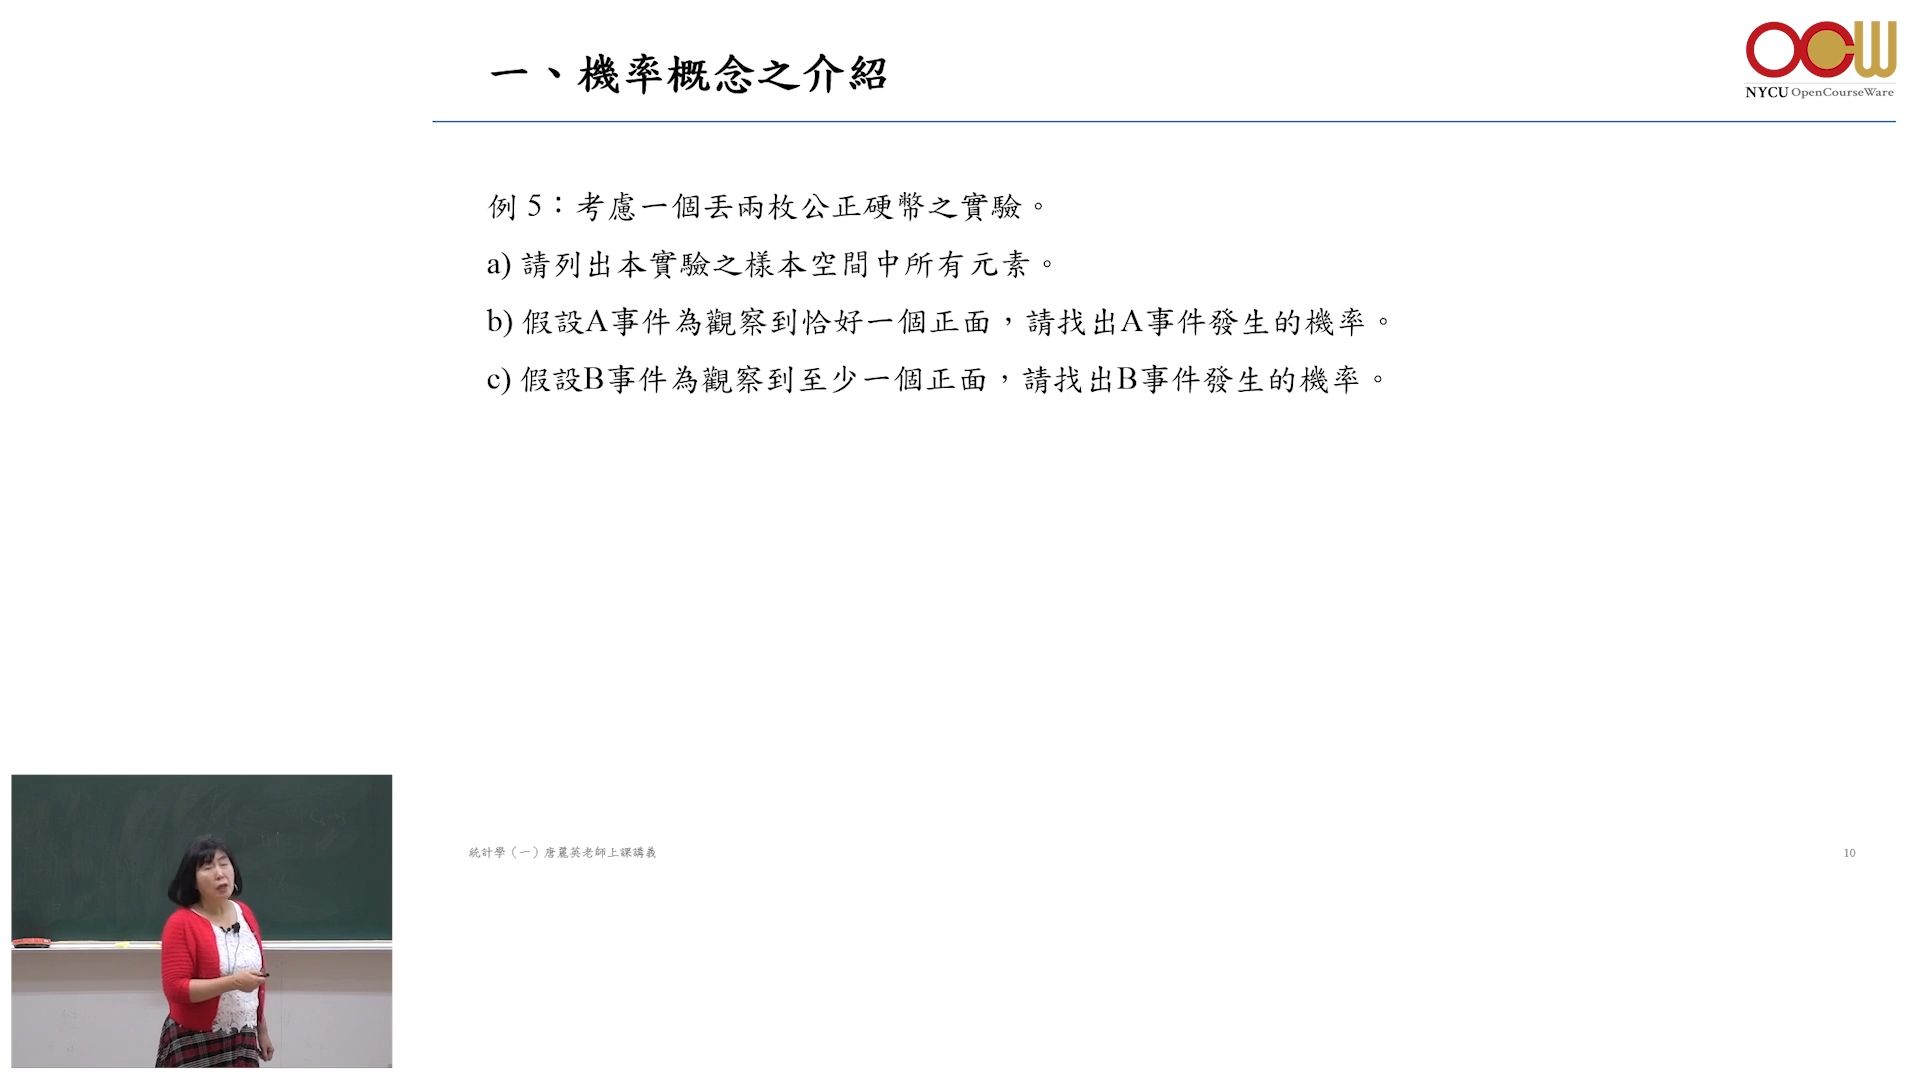 一、機率概念之介紹
OCW
NYCU OpenCourseWare
例 5：考慮一個丟兩枚公正硬幣之實驗。
a) 請列出本實驗之樣本空間中所有元素。
b) 假設A事件為觀察到恰好一個正面，請找出A事件發生的機率。
c) 假設B事件為觀察到至少一個正面，請找出B事件發生的機率。
統計學（一）唐麗英老師上課講義
10